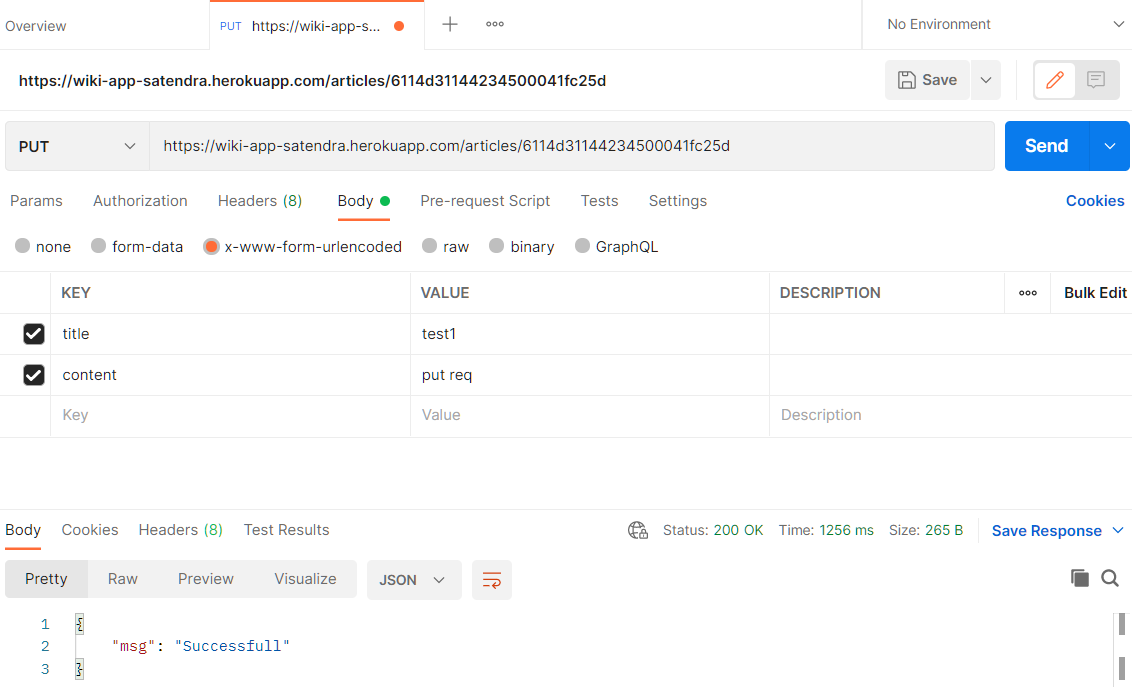 Overview PUT https://wiki-app-s... No Environment
https://wiki-app-satendra.herokuapp.com/articles/6114d31144234500041fc25d Save
PUT https://wiki-app-satendra.herokuapp.com/articles/6114d31144234500041fc25d Send
Params Authorization Headers (8) Body Pre-request Script Tests Settings Cookies
none form-data x-www-form-urlencoded raw binary GraphQL
KEY VALUE DESCRIPTION Bulk Edit
title test1
content put req
Key Value Description
Body Cookies Headers (8) Test Results Status: 200 OK Time: 1256 ms Size: 265 B Save Response
Pretty Raw Preview Visualize JSON
1 {
2 "msg": "Successfull"
3 }